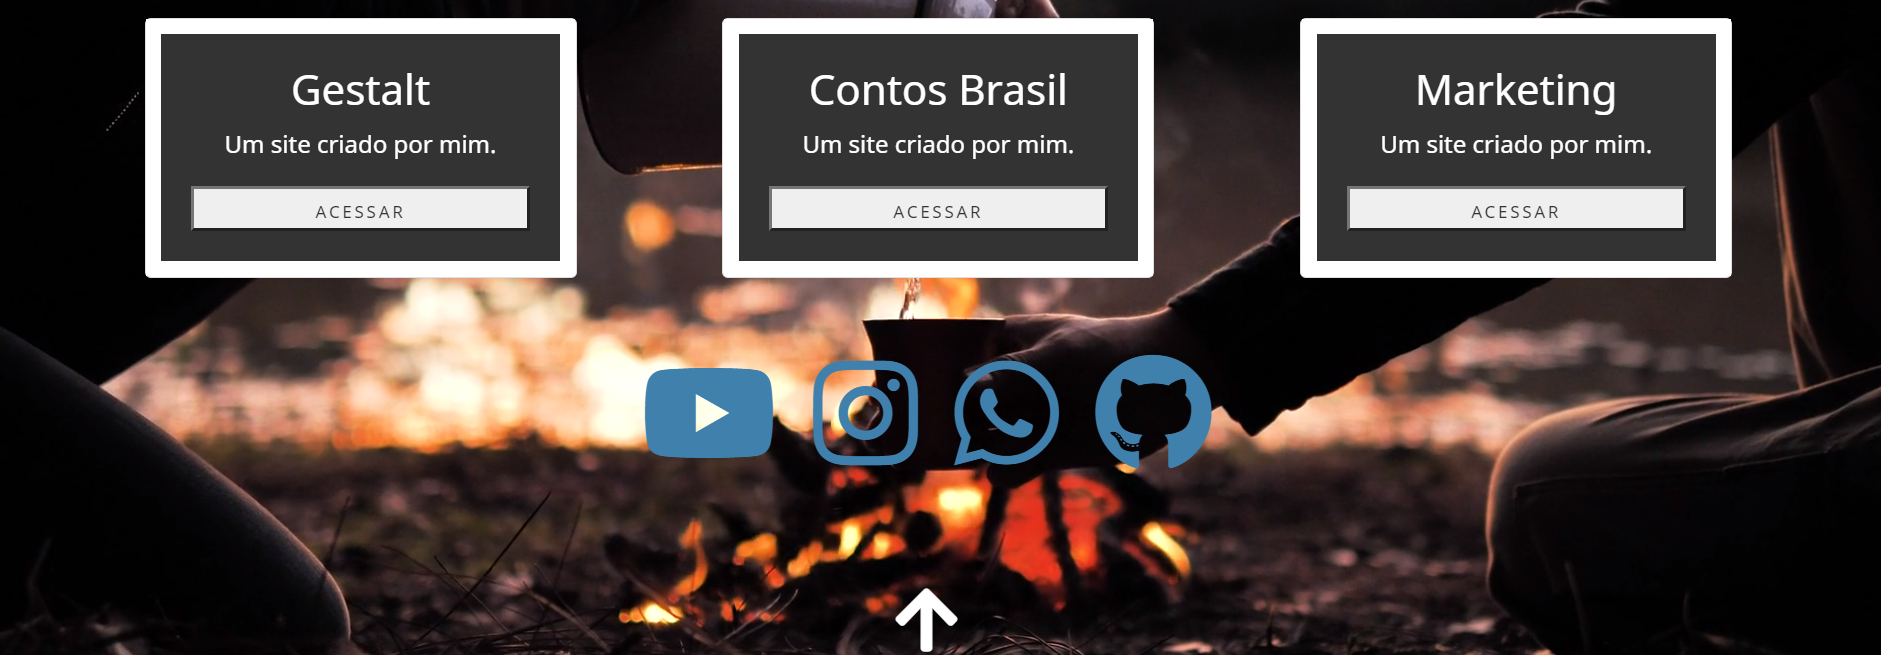 Gestalt
Um site criado por mim.
ACESSAR
Contos Brasil
Um site criado por mim.
ACESSAR
Marketing
Um site criado por mim.
ACESSAR